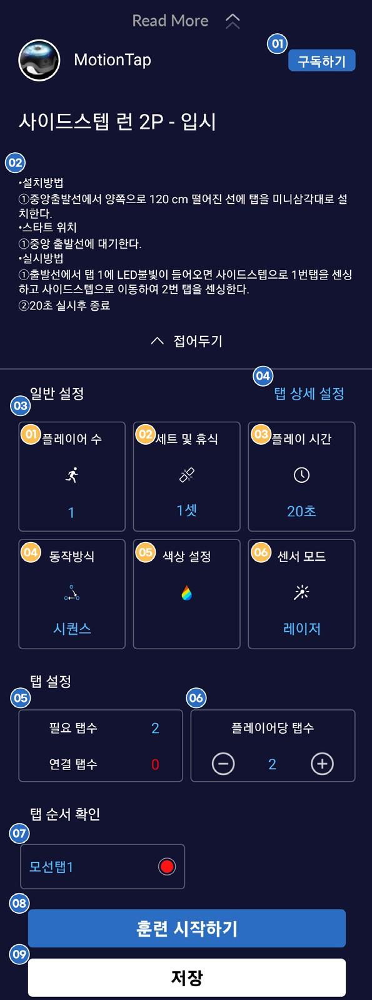 Read More
01
MotionTap
구독하기
사이드스텝 런 2P - 입시
02
•설치방법
①중앙출발선에서 양쪽으로 120 cm 떨어진 선에 탭을 미니삼각대로 설
치한다.
•스타트 위치
①중앙 출발선에 대기한다.
•실시방법
①출발선에서 탭 1에 LED불빛이 들어오면 사이드스텝으로 1번탭을 센싱
하고 사이드스텝으로 이동하여 2번 탭을 센싱한다.
②20초 실시후 종료
접어두기
04
03 일반 설정 탭 상세 설정
01 플레이어 수 02 세트 및 휴식 03 플레이 시간
1 1셋 20초
04 동작방식 05 색상 설정 06 센서 모드
시퀀스 레이저
탭 설정
05 06
필요 탭수 2 플레이어당 탭수
연결 탭수 0 2
탭 순서 확인
07
모션탭1
08
훈련 시작하기
09
저장